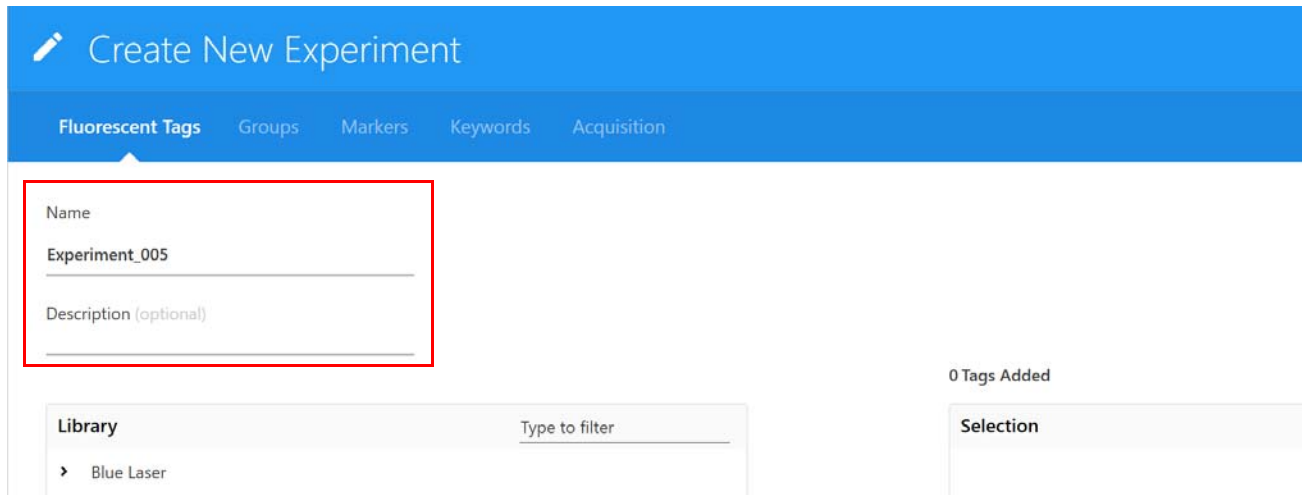 Create New Experiment
Fluorescent Tags Groups Markers Keywords Acquisition
Name
Experiment_005
Description (optional)
0 Tags Added
Library Type to filter Selection
Blue Laser